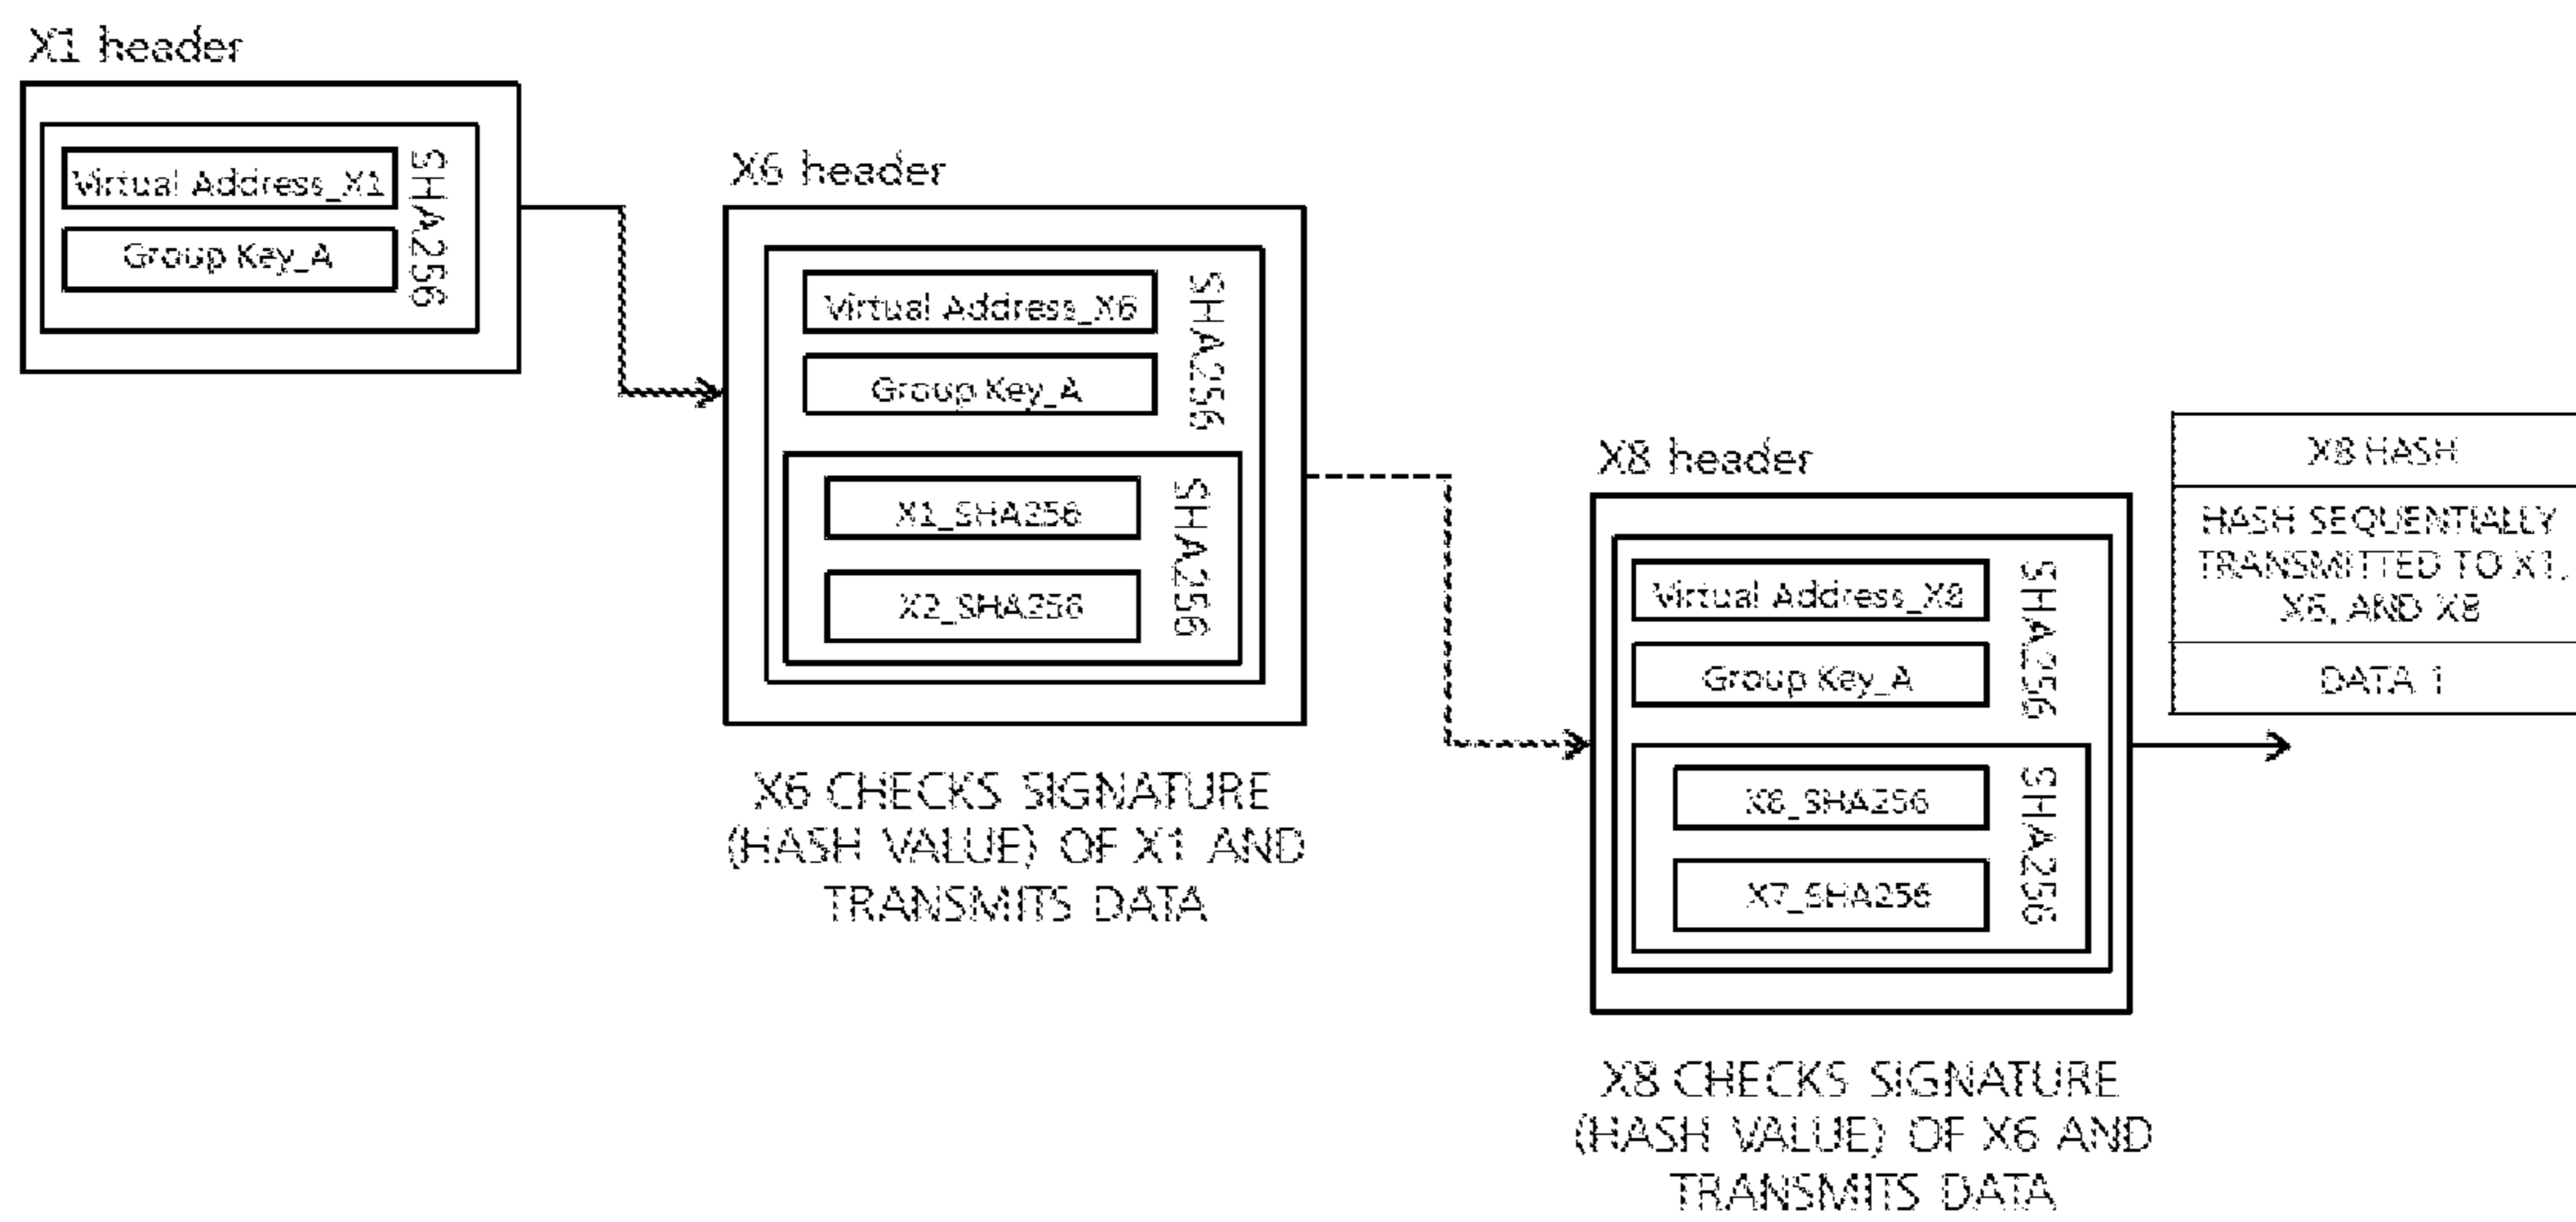 X1 header
Virtual Address_X1
Group Key_A
SHA256
X6 header
Virtual Address_X6
Group Key_A
SHA256
X1_SHA256
X2_SHA256
SHA256
X6 CHECKS SIGNATURE
(HASH VALUE) OF X1 AND
TRANSMITS DATA
X8 header
Virtual Address_X8
Group Key_A
SHA256
X6_SHA256
X7_SHA256
SHA256
X8 CHECKS SIGNATURE
(HASH VALUE) OF X6 AND
TRANSMITS DATA
X8 HASH
HASH SEQUENTIALLY
TRANSMITTED TO X1,
X6, AND X8
DATA 1